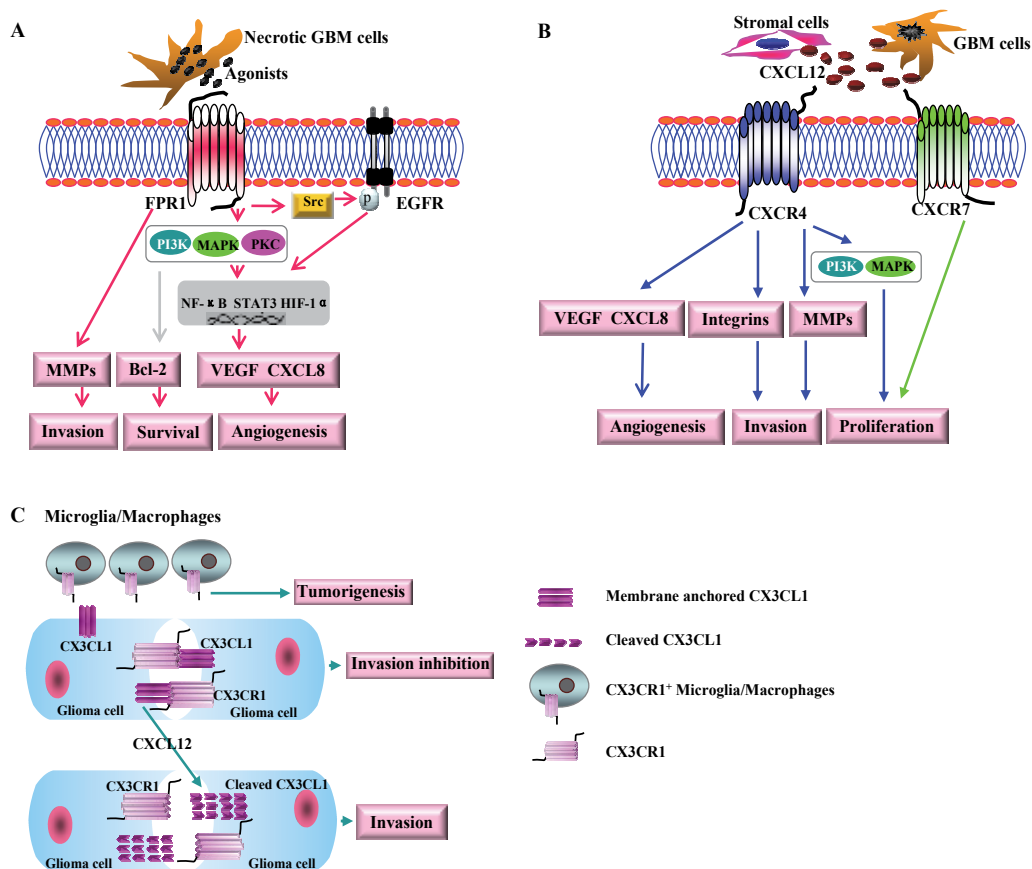 A
Necrotic GBM cells
Agonists
FPR1
Src
p
EGFR
PI3K MAPK PKC
NF-κB STAT3 HIF-1α
MMPs
Bcl-2
VEGF CXCL8
Invasion
Survival
Angiogenesis
B
Stromal cells
CXCL12
GBM cells
CXCR4
CXCR7
PI3K MAPK
VEGF CXCL8
Integrins
MMPs
Angiogenesis
Invasion
Proliferation
C
Microglia/Macrophages
Tumorigenesis
CX3CL1
CX3CL1
CX3CR1
Glioma cell
Glioma cell
Invasion inhibition
CXCL12
CX3CR1
Cleaved CX3CL1
Glioma cell
Glioma cell
Invasion
Membrane anchored CX3CL1
Cleaved CX3CL1
CX3CR1⁺ Microglia/Macrophages
CX3CR1